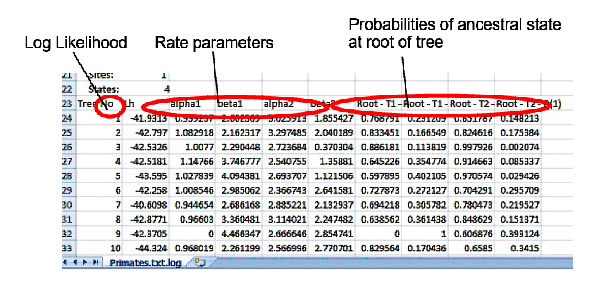 Probabilities of ancestral state
at root of tree
Log Likelihood Rate parameters
21 Sites: 1
22 States: 4
23 Tree No Lh alpha1 beta1 alpha2 Root - T1 - Root - T1 - Root - T2 - Root - T2 -
24 1 -41.9313 1.855427 0.148213
25 2 -42.797 1.082918 2.162317 3.297485 2.040189 0.833451 0.166549 0.824616 0.175384
26 3 -42.5326 1.0077 2.290448 2.723684 0.370304 0.886181 0.113819 0.997926 0.002074
27 4 -42.5181 1.14766 3.746777 2.540755 1.35881 0.645226 0.354774 0.914663 0.085337
28 5 -43.595 1.027839 4.094381 2.693707 1.121506 0.597895 0.402105 0.970574 0.029426
29 6 -42.258 1.008546 2.985062 2.366743 2.641581 0.727873 0.272127 0.704291 0.295709
30 7 -40.6098 0.944654 2.686168 2.885221 2.132937 0.694218 0.305782 0.780473 0.219527
31 8 -42.8771 0.96603 3.360481 3.114021 2.247482 0.638562 0.361438 0.848629 0.151371
32 9 -42.3705 0 4.466347 2.666646 2.854741 0 1 0.606876 0.393124
33 10 -44.324 0.968019 2.261199 2.566996 2.770701 0.829564 0.170436 0.6585 0.3415
Primates.txt.log